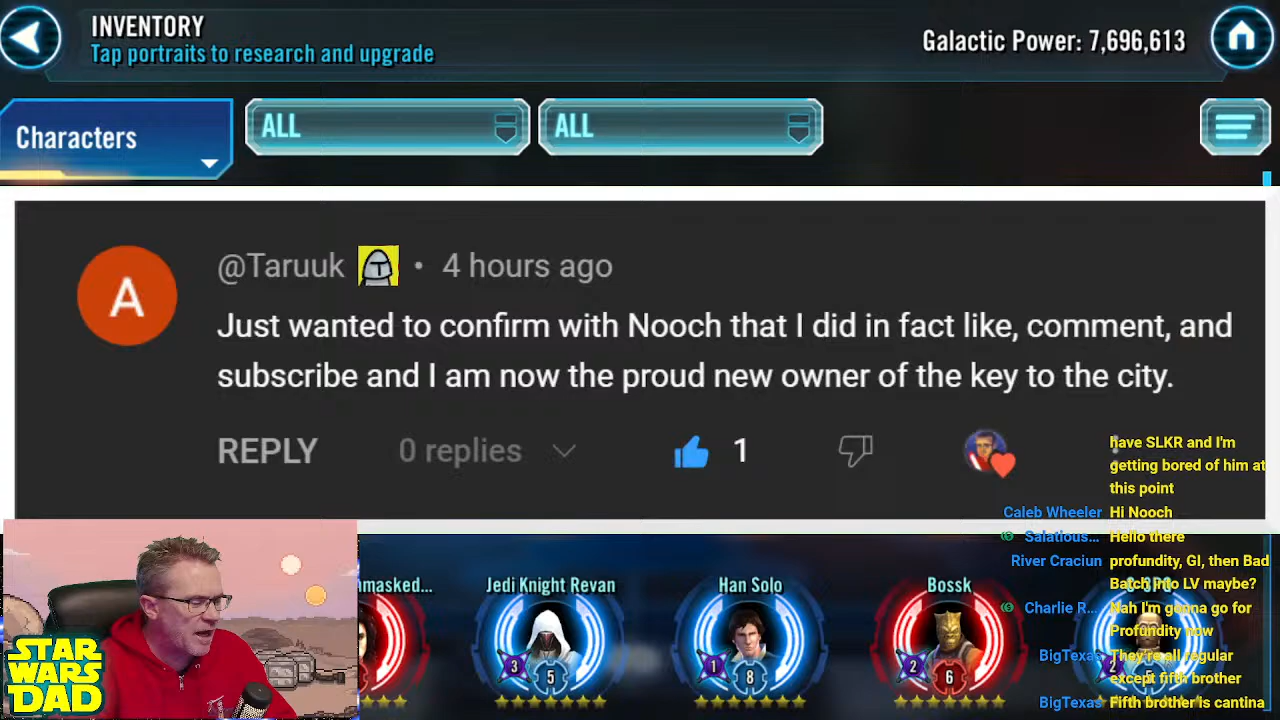 INVENTORY
Tap portraits to research and upgrade
Galactic Power: 7,696,613
Characters
ALL
ALL
@Taruuk • 4 hours ago
A
Just wanted to confirm with Nooch that I did in fact like, comment, and
subscribe and I am now the proud new owner of the key to the city.
REPLY
0 replies
1
have SLKR and I'm
getting bored of him at
this point
Caleb Wheeler Hi Nooch
Salatious... Hello there
River Craciun profundity, GI, then Bad
Batch into LV maybe?
Charlie R... Nah I'm gonna go for
Profundity now
BigTexas They're all regular
except fifth brother
BigTexas Fifth brother is cantina
nmasked...
Jedi Knight Revan
Han Solo
Bossk
3
5
1
8
2
6
STAR
WARS
DAD